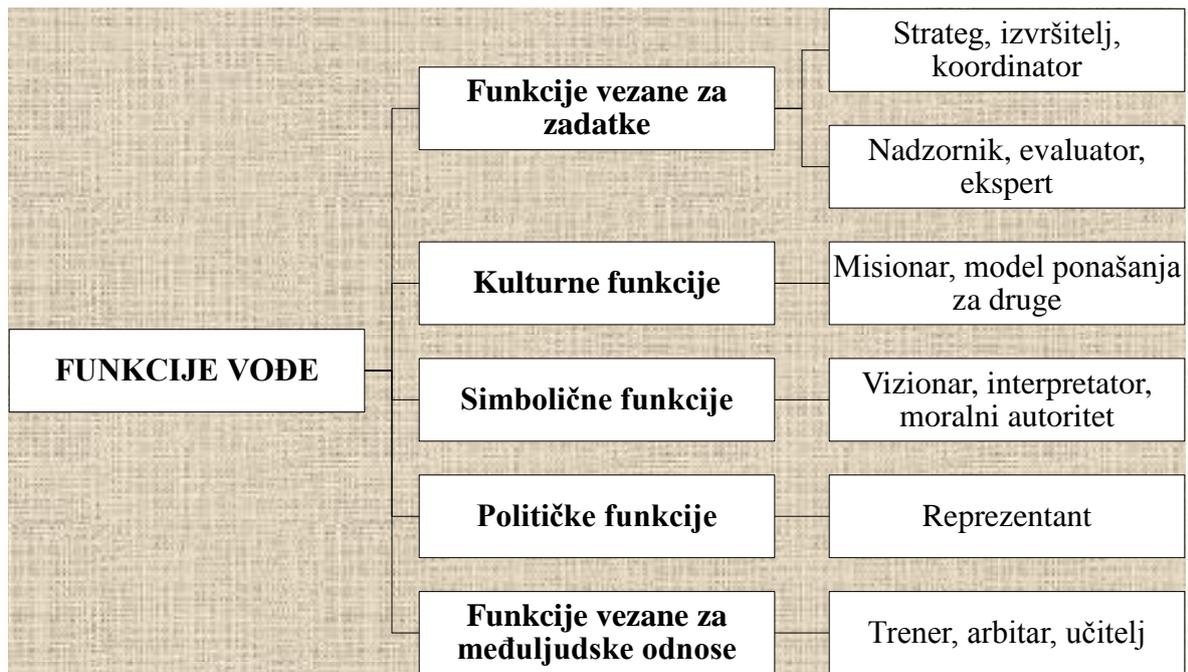 FUNKCIJE VOĐE
Funkcije vezane za
zadatke
Strateg, izvršitelj,
koordinator
Nadzornik, evaluator,
ekspert
Kulturne funkcije
Misionar, model ponašanja
za druge
Simbolične funkcije
Vizionar, interpretator,
moralni autoritet
Političke funkcije
Reprezentant
Funkcije vezane za
međuljudske odnose
Trener, arbitar, učitelj